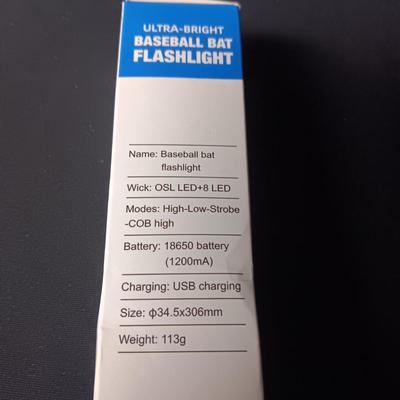 ULTRA-BRIGHT
BASEBALL BAT
FLASHLIGHT
Name: Baseball bat
flashlight
Wick: OSL LED+8 LED
Modes: High-Low-Strobe
-COB high
Battery: 18650 battery
(1200mA)
Charging: USB charging
Size: ф34.5x306mm
Weight: 113g